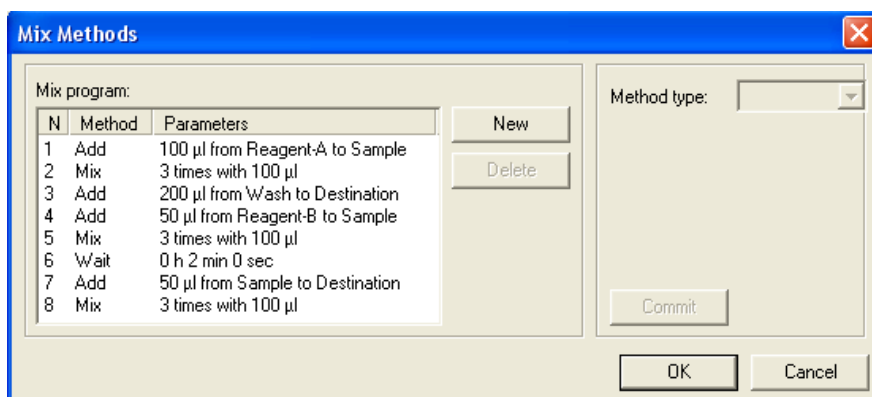 Mix Methods
Mix program:
N Method Parameters
1 Add 100 µl from Reagent-A to Sample
2 Mix 3 times with 100 µl
3 Add 200 µl from Wash to Destination
4 Add 50 µl from Reagent-B to Sample
5 Mix 3 times with 100 µl
6 Wait 0 h 2 min 0 sec
7 Add 50 µl from Sample to Destination
8 Mix 3 times with 100 µl
New
Delete
Method type:
Commit
OK
Cancel